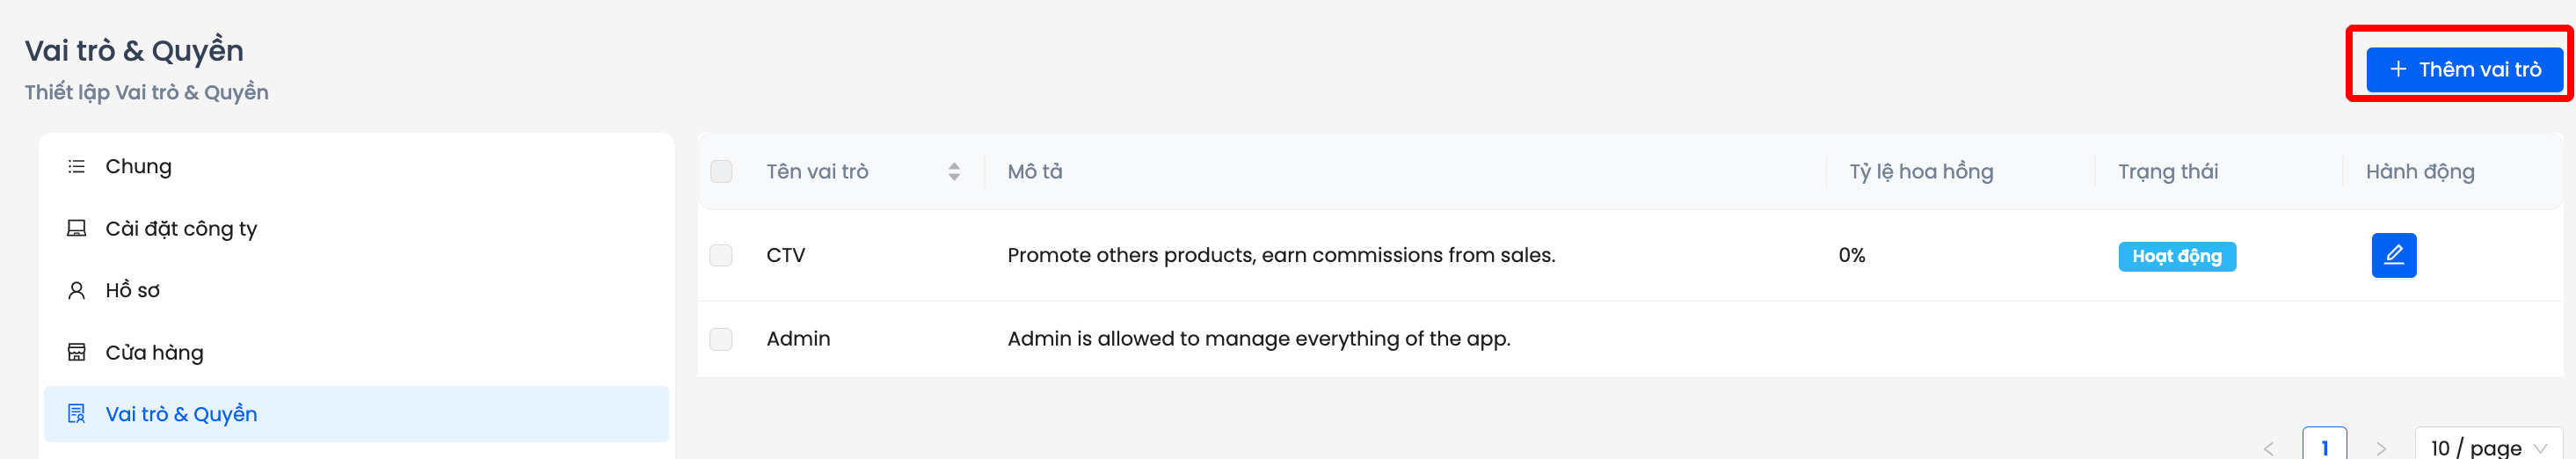 Vai trò & Quyền
Thiết lập Vai trò & Quyền
+ Thêm vai trò
Chung
Cài đặt công ty
Hồ sơ
Cửa hàng
Vai trò & Quyền
Tên vai trò Mô tả Tỷ lệ hoa hồng Trạng thái Hành động
CTV Promote others products, earn commissions from sales. 0% Hoạt động
Admin Admin is allowed to manage everything of the app.
< 1 > 10 / page